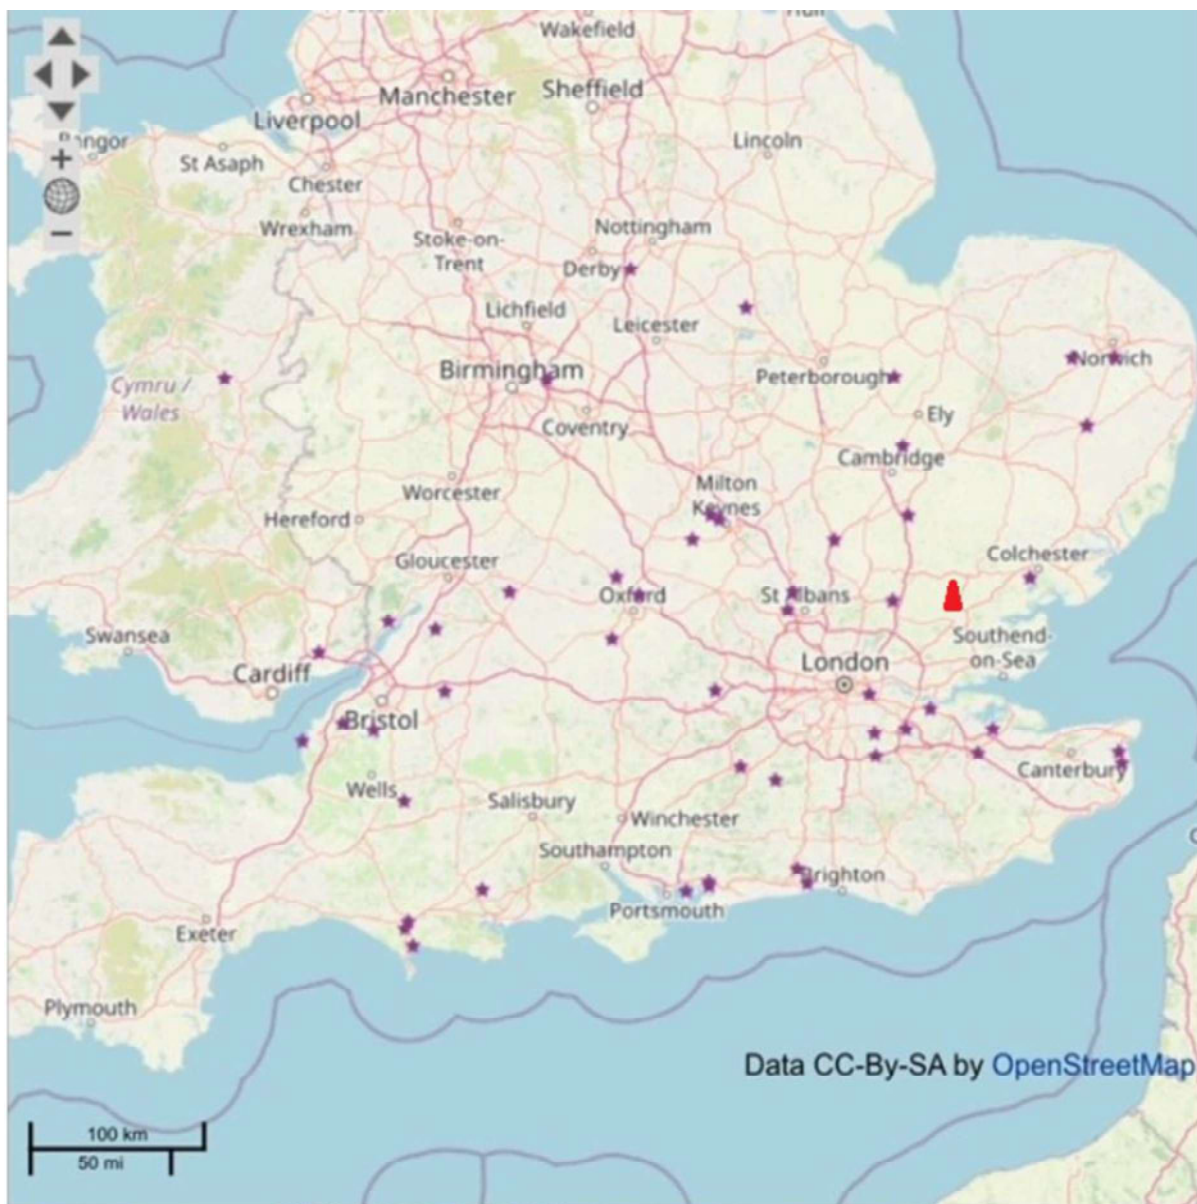 Wakefield
Manchester
Sheffield
Liverpool
Lincoln
St Asaph
Chester
Wrexham
Nottingham
Stoke-on-
Trent
Derby
Lichfield
Leicester
Norwich
Birmingham
Peterborough
Cymru /
Wales
Ely
Coventry
Cambridge
Worcester
Milton
Keynes
Hereford
Colchester
Gloucester
Oxford
St Albans
Swansea
Southend-
on-Sea
Cardiff
London
Bristol
Canterbury
Wells
Salisbury
Winchester
Southampton
Brighton
Portsmouth
Exeter
Plymouth
Data CC-By-SA by OpenStreetMap
100 km
50 mi